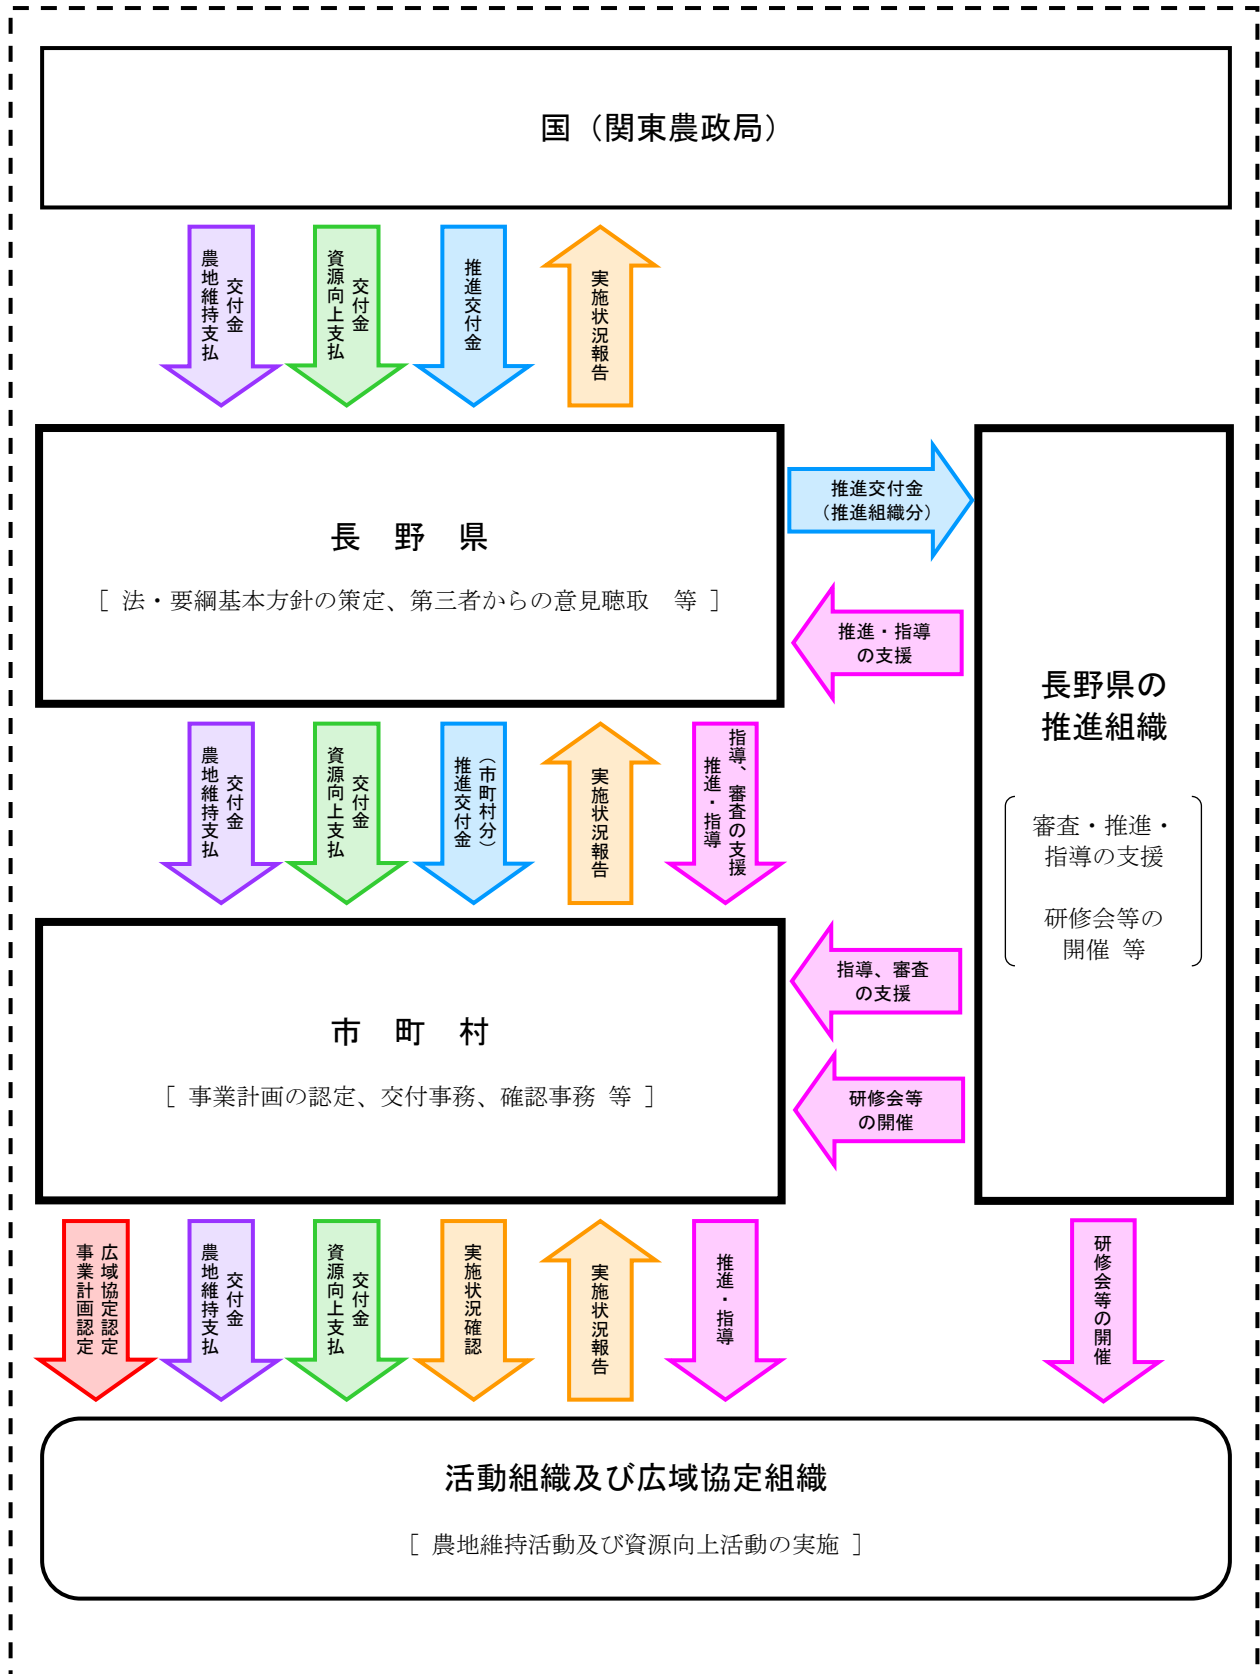 国（関東農政局）
農地維持支払
交付金
資源向上支払
交付金
推進交付金
実施状況報告
長　野　県
［ 法・要綱基本方針の策定、第三者からの意見聴取　等 ］
推進交付金
（推進組織分）
推進・指導
の支援
長野県の
推進組織
審査・推進・
指導の支援
研修会等の
開催 等
農地維持支払
交付金
資源向上支払
交付金
推進交付金
（市町村分）
実施状況報告
推進・指導
指導、審査の支援
市　町　村
［ 事業計画の認定、交付事務、確認事務 等 ］
指導、審査
の支援
研修会等
の開催
事業計画認定
広域協定認定
農地維持支払
交付金
資源向上支払
交付金
実施状況確認
実施状況報告
推進・指導
研修会等の開催
活動組織及び広域協定組織
［ 農地維持活動及び資源向上活動の実施 ］